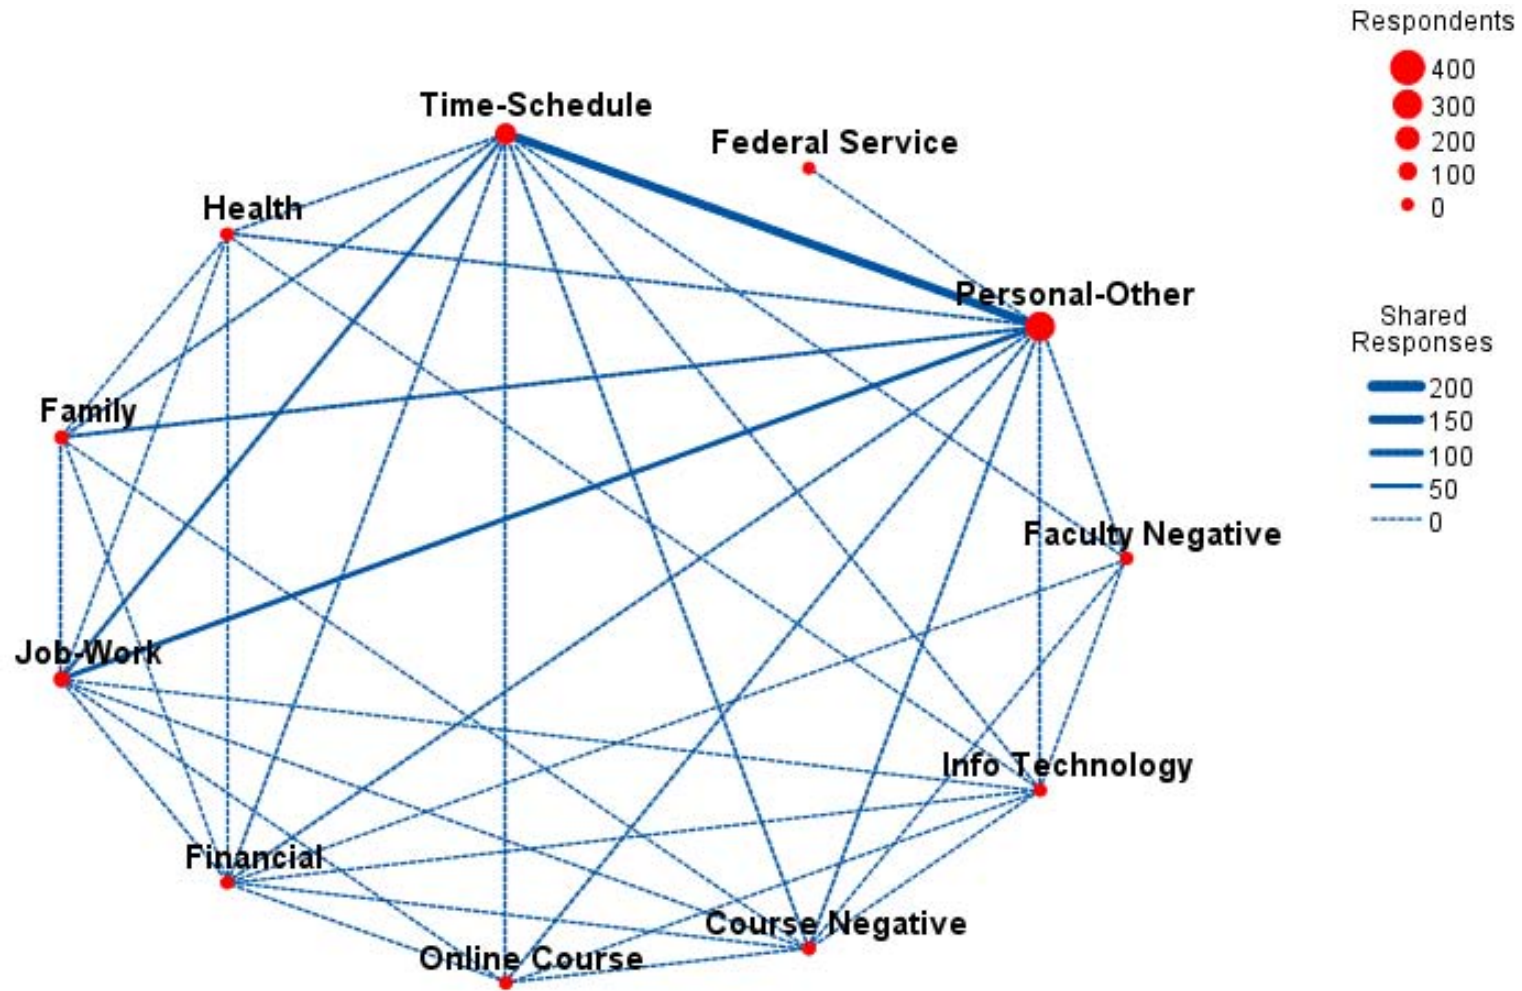 Respondents
400
300
200
100
0
Time-Schedule
Federal Service
Health
Personal-Other
Shared
Responses
200
150
100
50
0
Family
Faculty Negative
Job-Work
Info Technology
Financial
Course Negative
Online Course